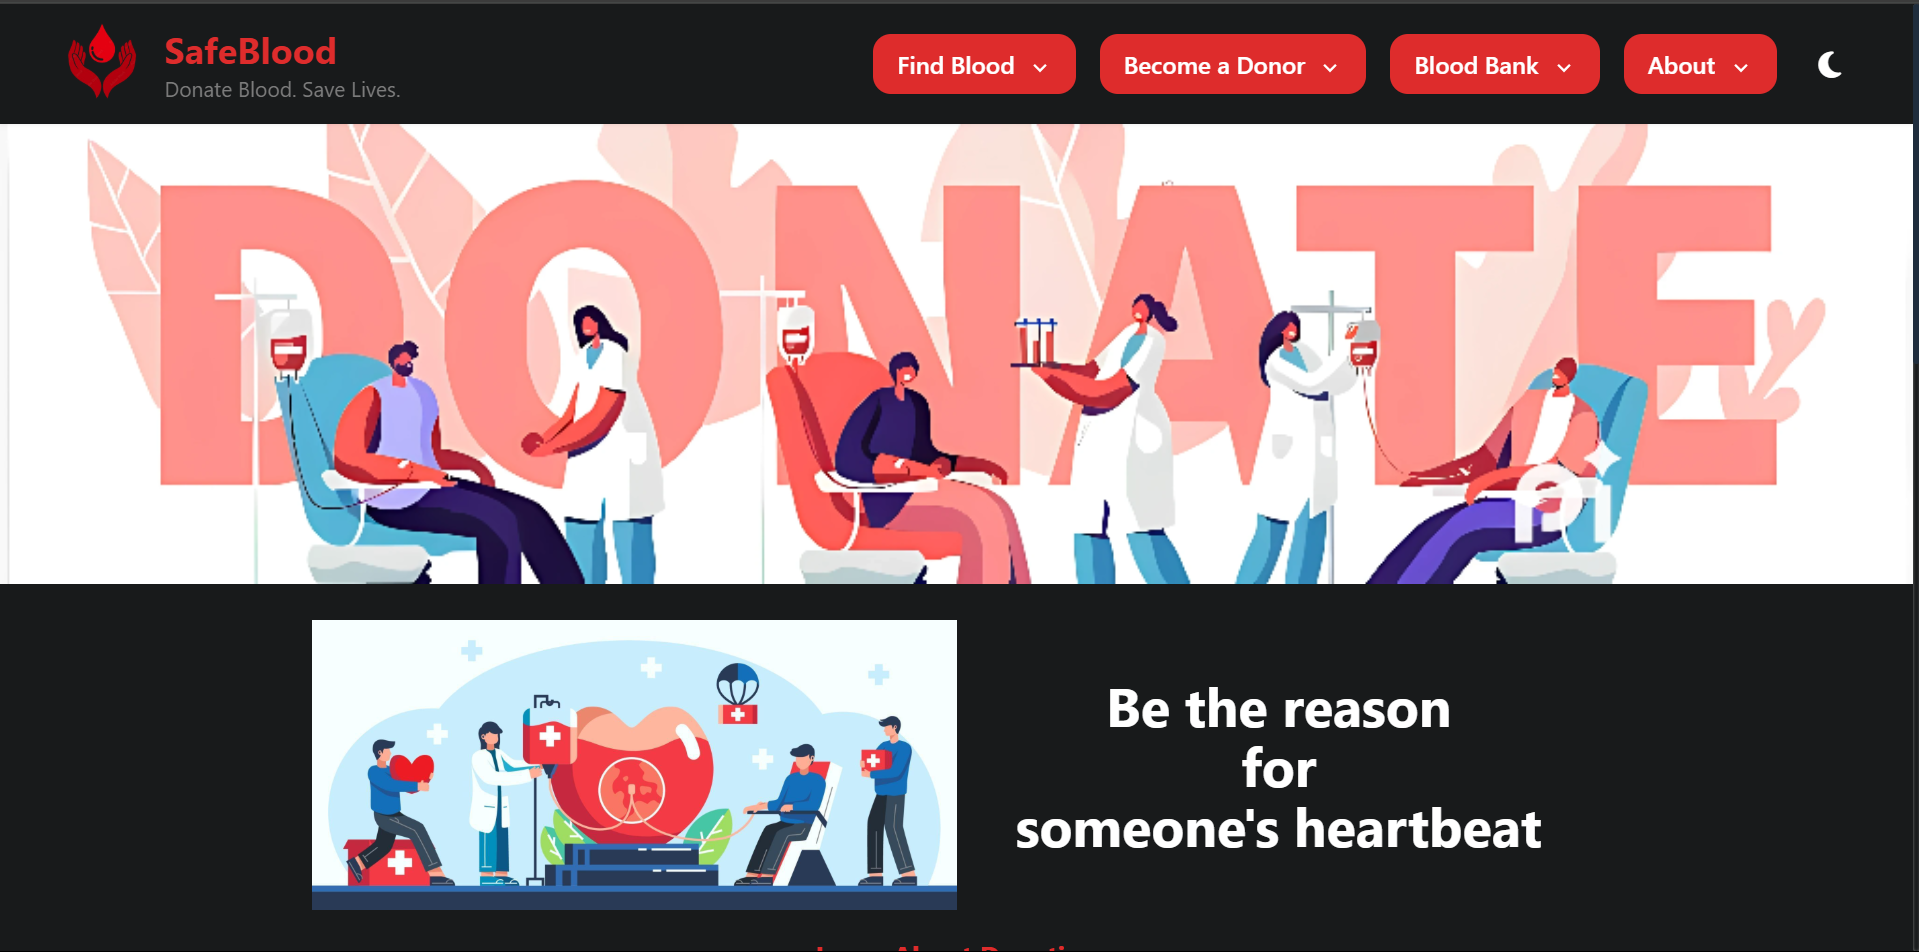 SafeBlood
Donate Blood. Save Lives.
Find Blood
Become a Donor
Blood Bank
About
DONATE
Be the reason
for
someone's heartbeat